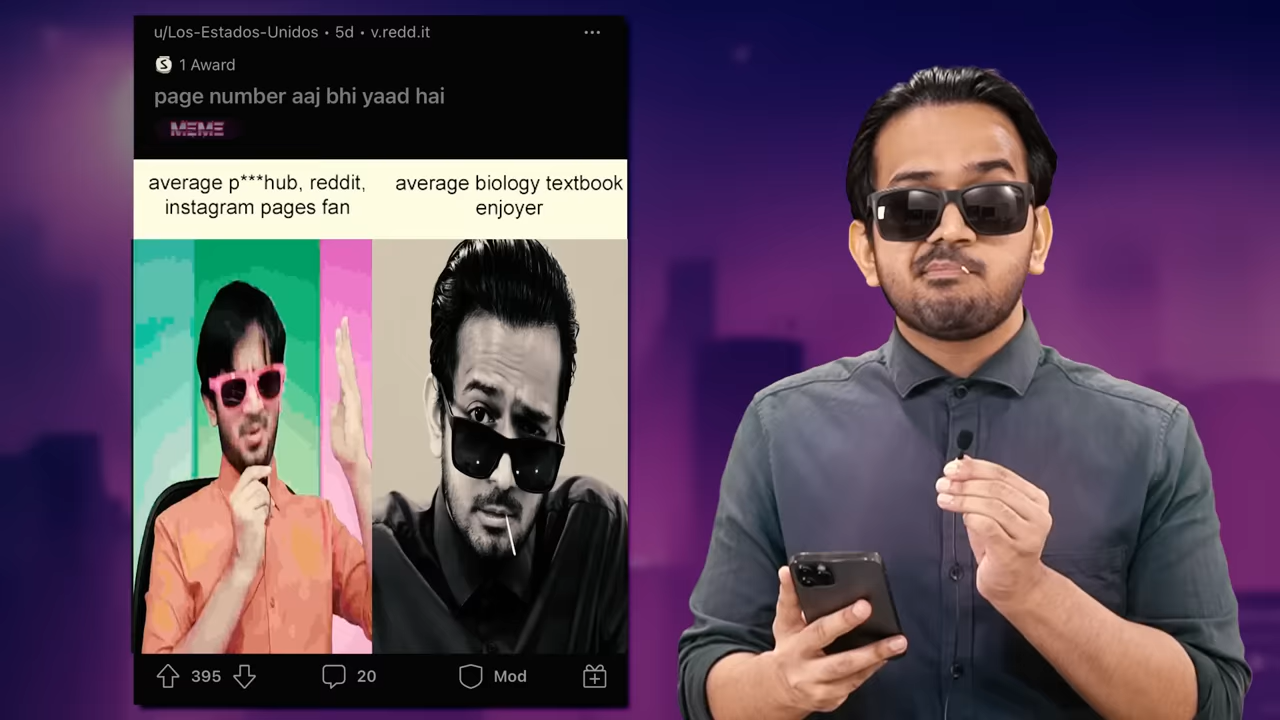 u/Los-Estados-Unidos • 5d • v.redd.it
1 Award
page number aaj bhi yaad hai
MEME
average p***hub, reddit,
instagram pages fan
average biology textbook
enjoyer
395
20
Mod